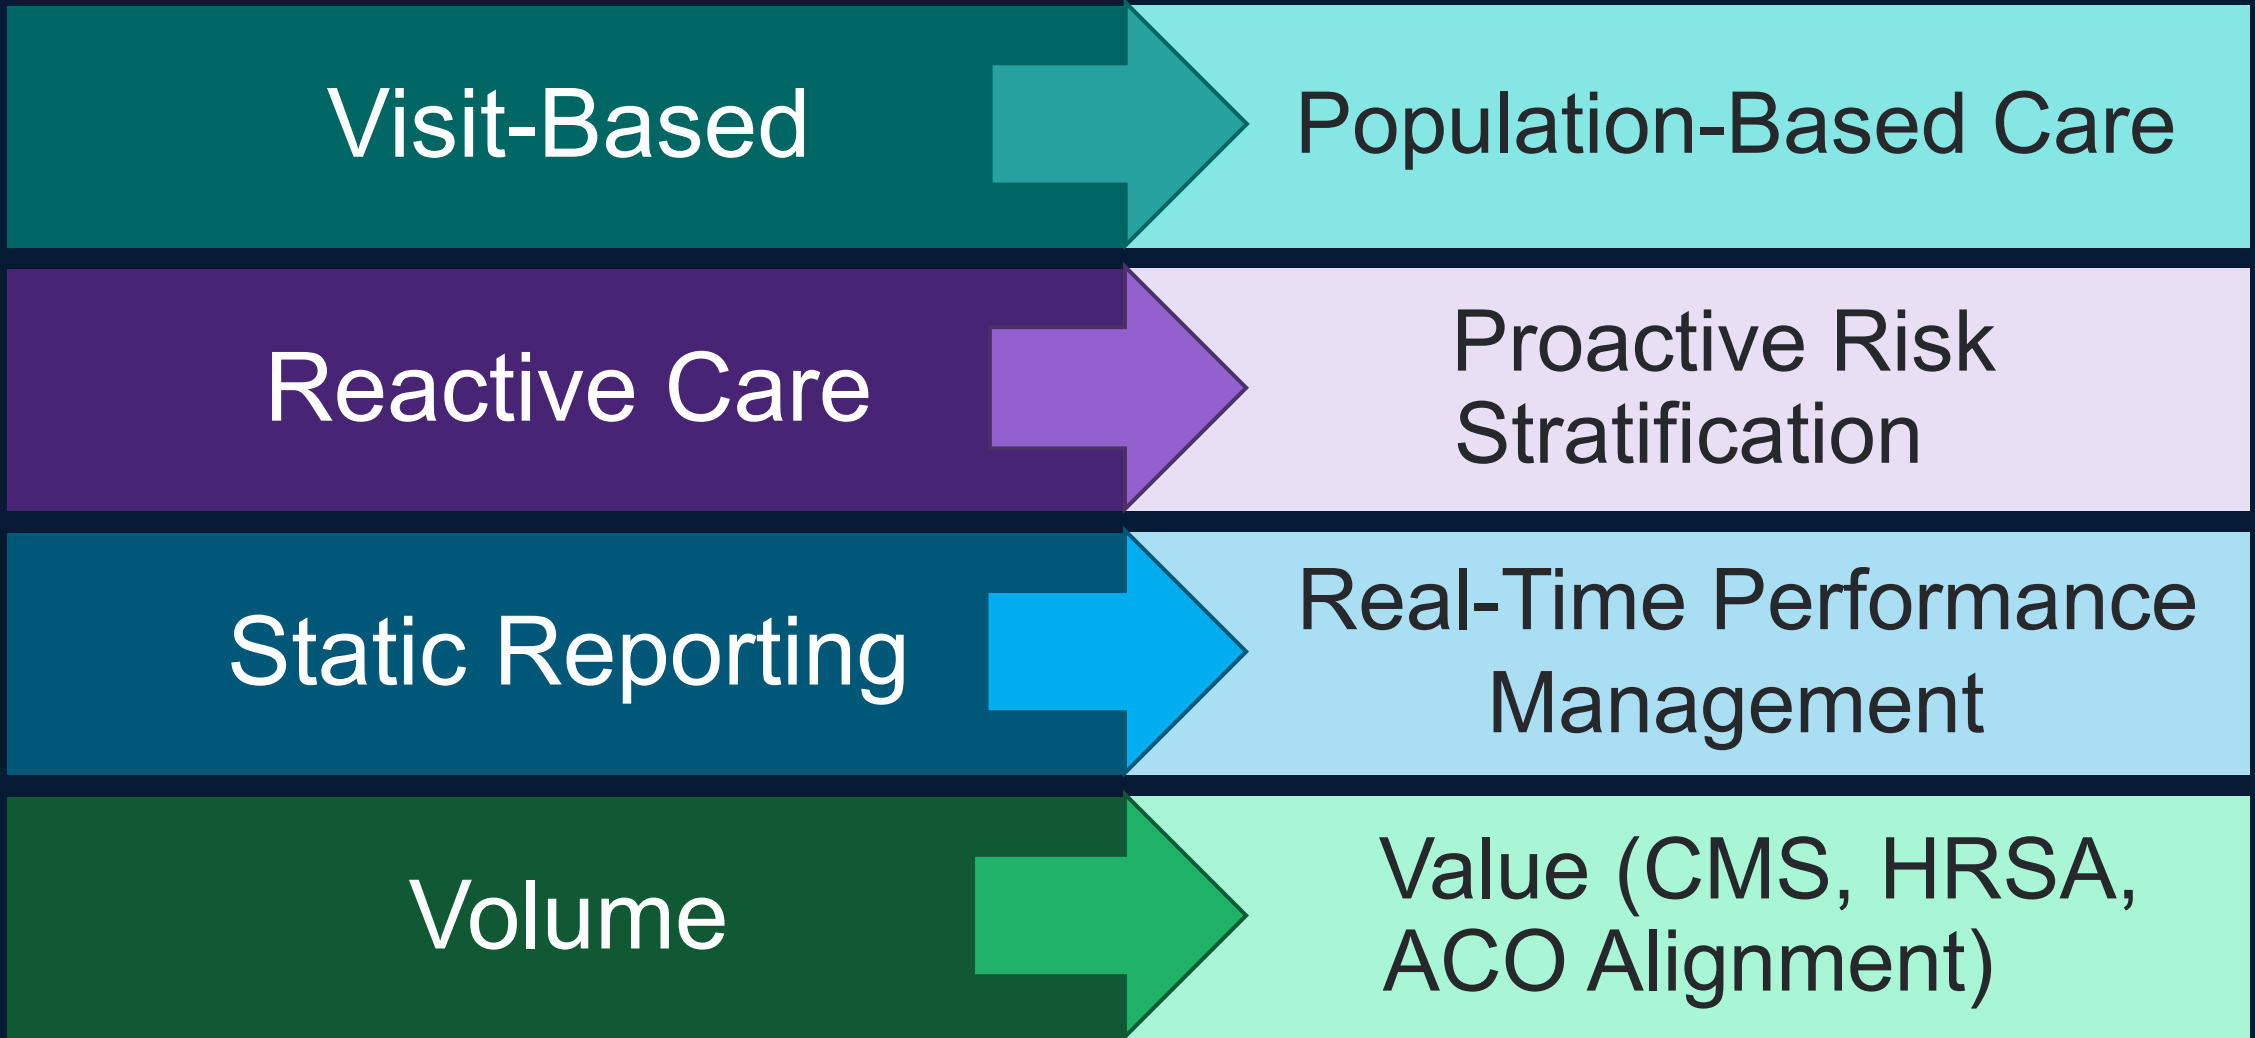 Visit-Based
Population-Based Care
Reactive Care
Proactive Risk
Stratification
Static Reporting
Real-Time Performance
Management
Volume
Value (CMS, HRSA,
ACO Alignment)